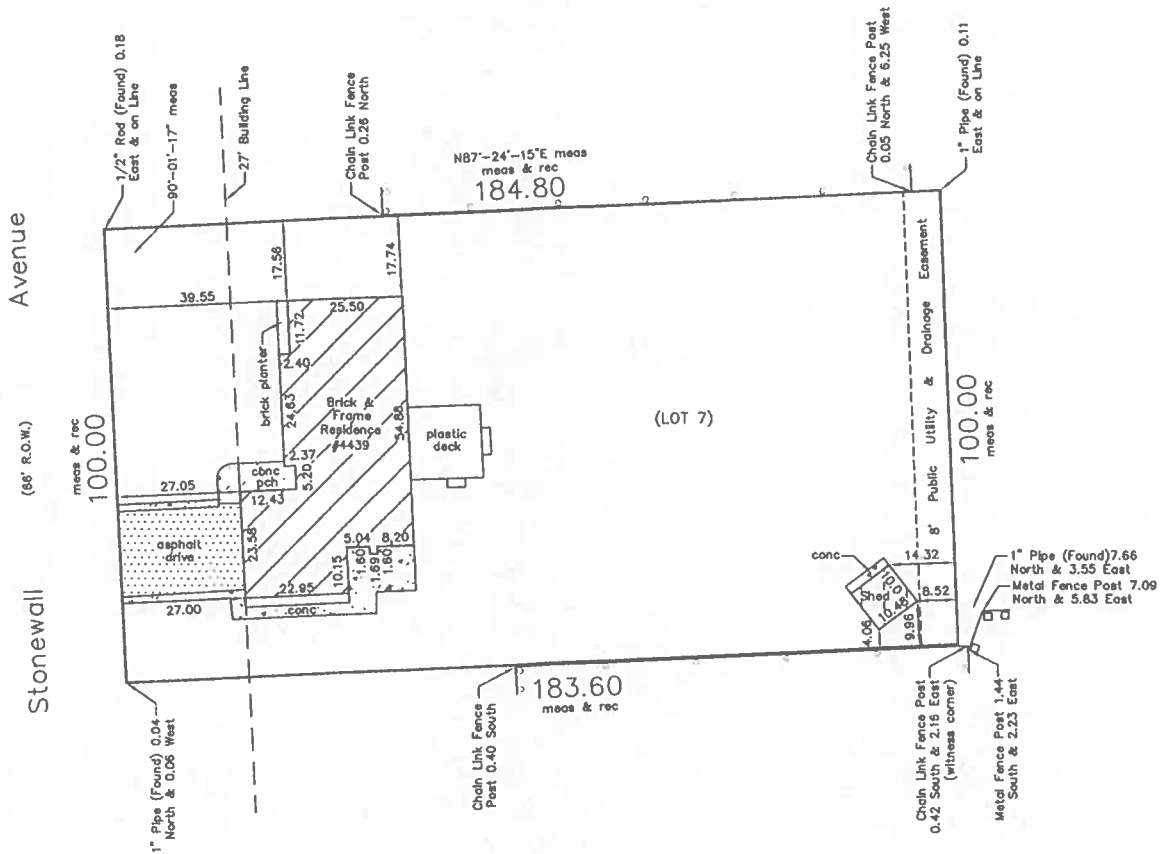 Stonewall
Avenue
(66' R.O.W.)
meas & rec
100.00
1/2" Rod (Found) 0.18
East & on Line
90°-01'-17" meas
27' Building Line
Chain Link Fence
Post 0.26 North
N87°-24'-15"E meas
meas & rec
184.80
Chain Link Fence Post
0.05 North & 6.25 West
1" Pipe (Found) 0.11
East & on Line
39.55
17.56
17.74
27.05
asphalt
drive
brick planter
11.72
25.50
2.40
24.63
Brick &
Frame
Residence
#4439
54.88
2.37
5.20
conc
pch
12.43
23.58
plastic
deck
(LOT 7)
8' Public Utility & Drainage Easement
100.00
meas & rec
27.00
22.95
conc
10.15
5.04
8.20
1.60
1.69
1.60
conc
Shed
10.0
10.48
14.32
8.52
4.06
9.96
1" Pipe (Found)7.66
North & 3.55 East
Metal Fence Post 7.09
North & 5.83 East
1" Pipe (Found) 0.04
North & 0.06 West
Chain Link Fence
Post 0.40 South
183.60
meas & rec
Chain Link Fence Post
0.42 South & 2.16 East
(witness corner)
Metal Fence Post 1.44
South & 2.23 East